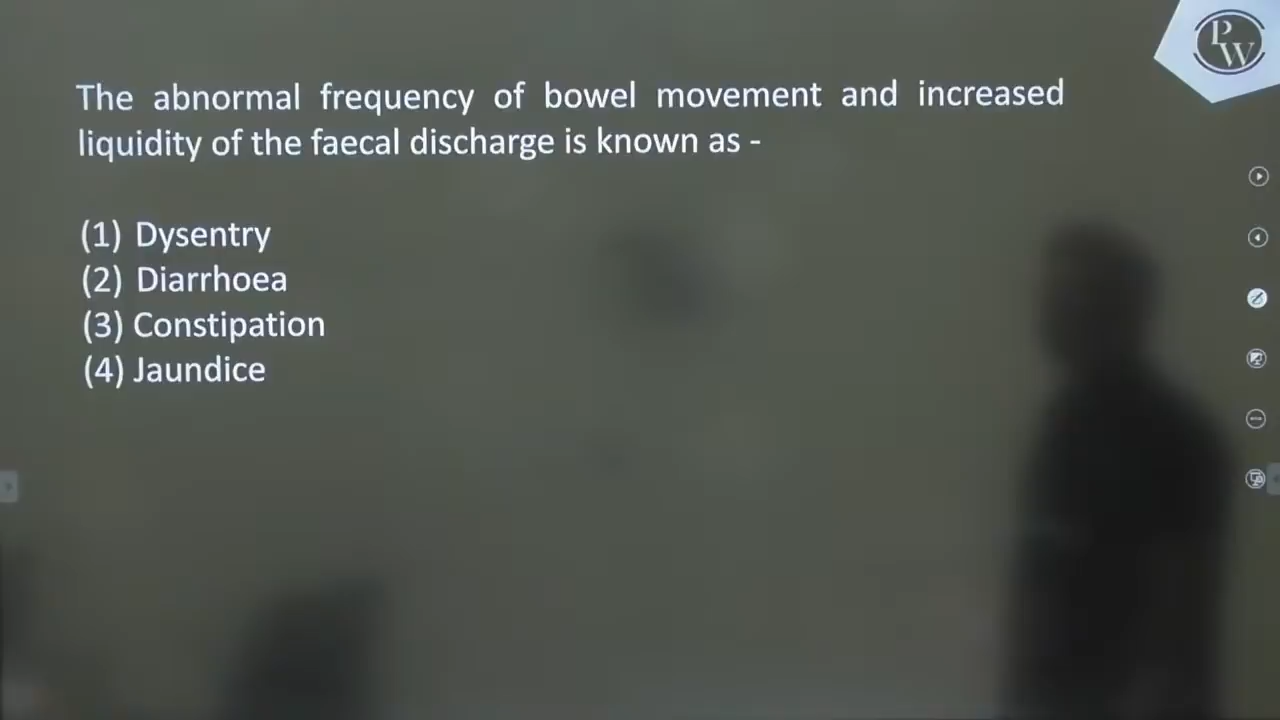 PW
The abnormal frequency of bowel movement and increased
liquidity of the faecal discharge is known as -
(1) Dysentry
(2) Diarrhoea
(3) Constipation
(4) Jaundice